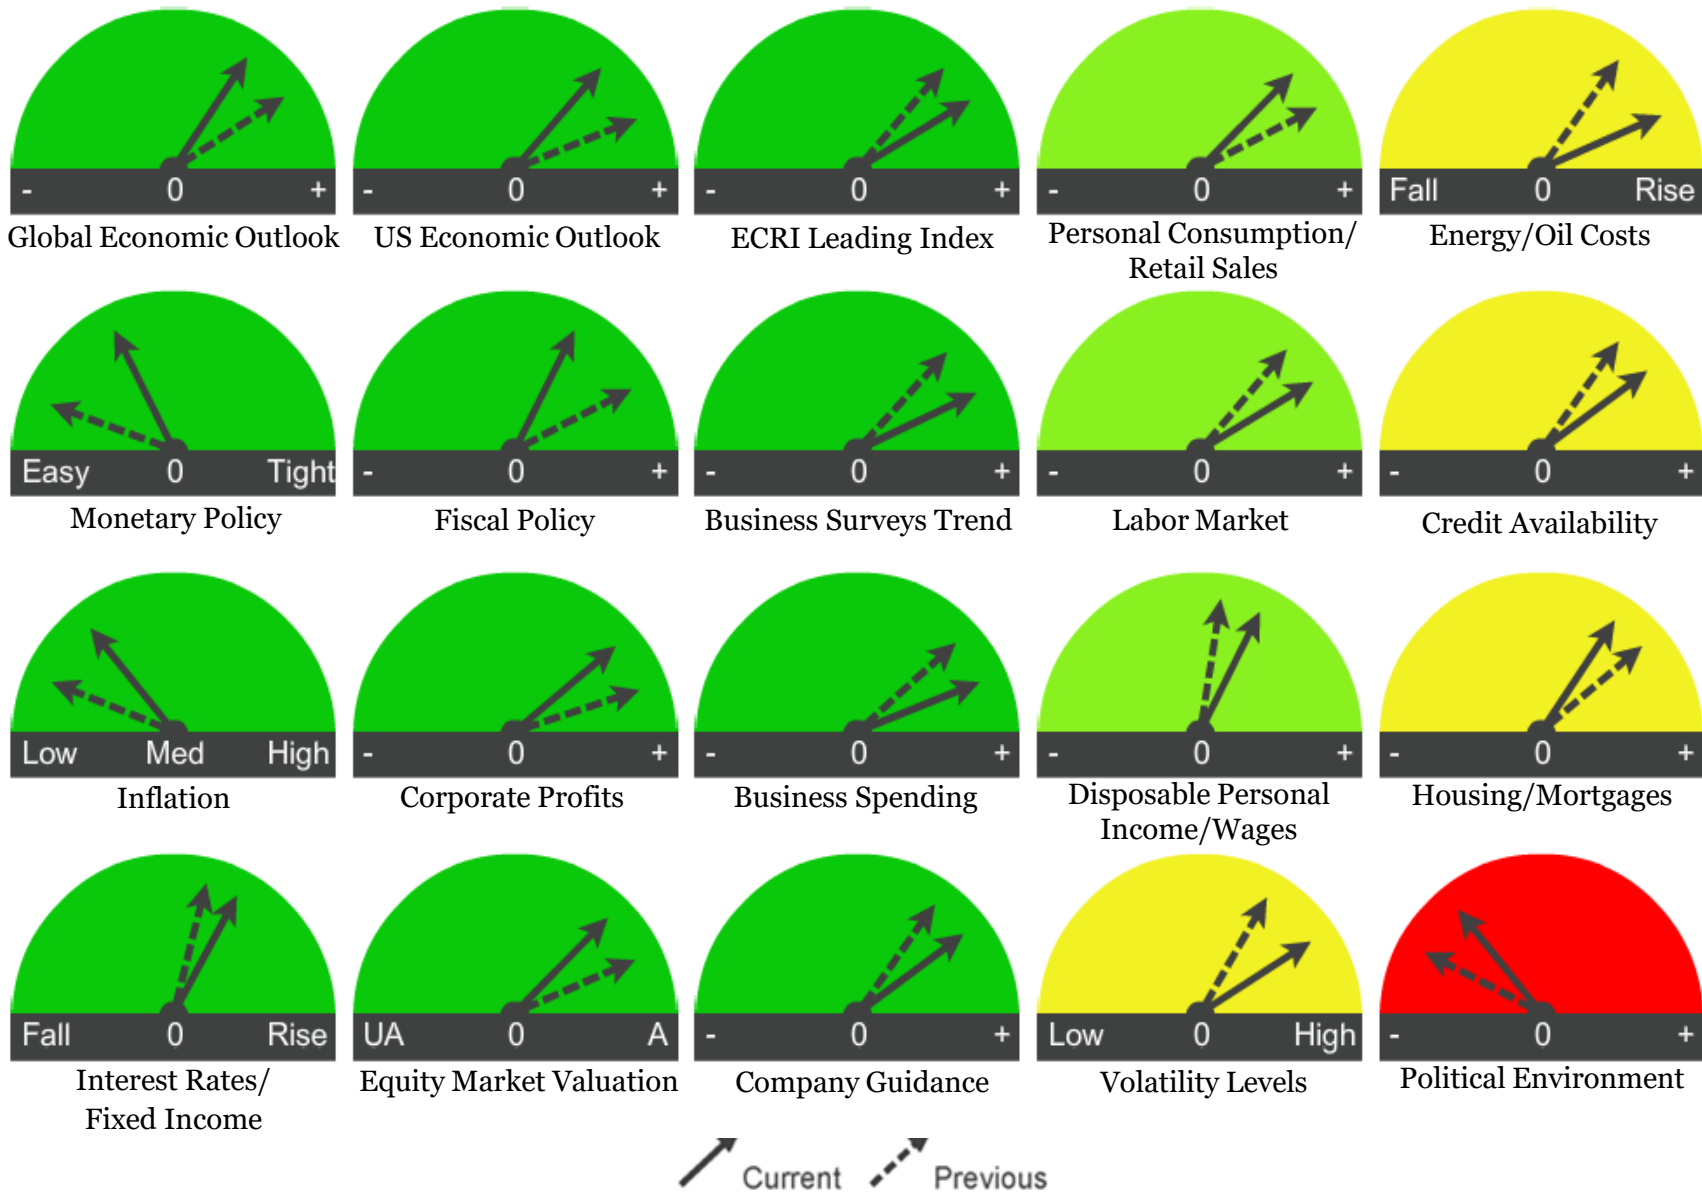 - 0 +
Global Economic Outlook
- 0 +
US Economic Outlook
- 0 +
ECRI Leading Index
- 0 +
Personal Consumption/
Retail Sales
Fall 0 Rise
Energy/Oil Costs
Easy 0 Tight
Monetary Policy
- 0 +
Fiscal Policy
- 0 +
Business Surveys Trend
- 0 +
Labor Market
- 0 +
Credit Availability
Low Med High
Inflation
- 0 +
Corporate Profits
- 0 +
Business Spending
- 0 +
Disposable Personal
Income/Wages
- 0 +
Housing/Mortgages
Fall 0 Rise
Interest Rates/
Fixed Income
UA 0 A
Equity Market Valuation
- 0 +
Company Guidance
Low 0 High
Volatility Levels
- 0 +
Political Environment
Current Previous